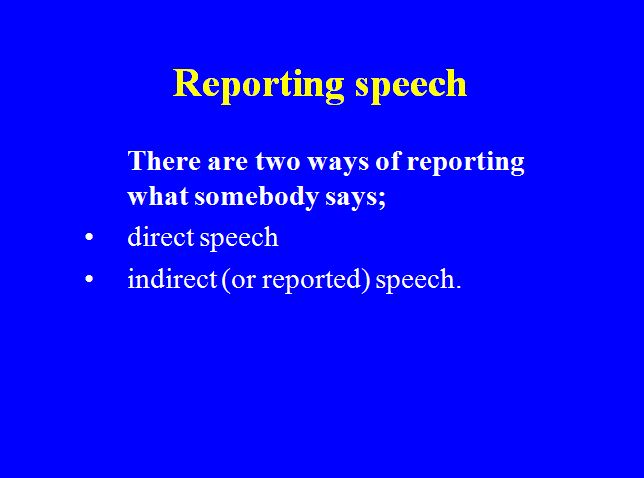 Reporting speech
There are two ways of reporting
what somebody says;
• direct speech
• indirect (or reported) speech.